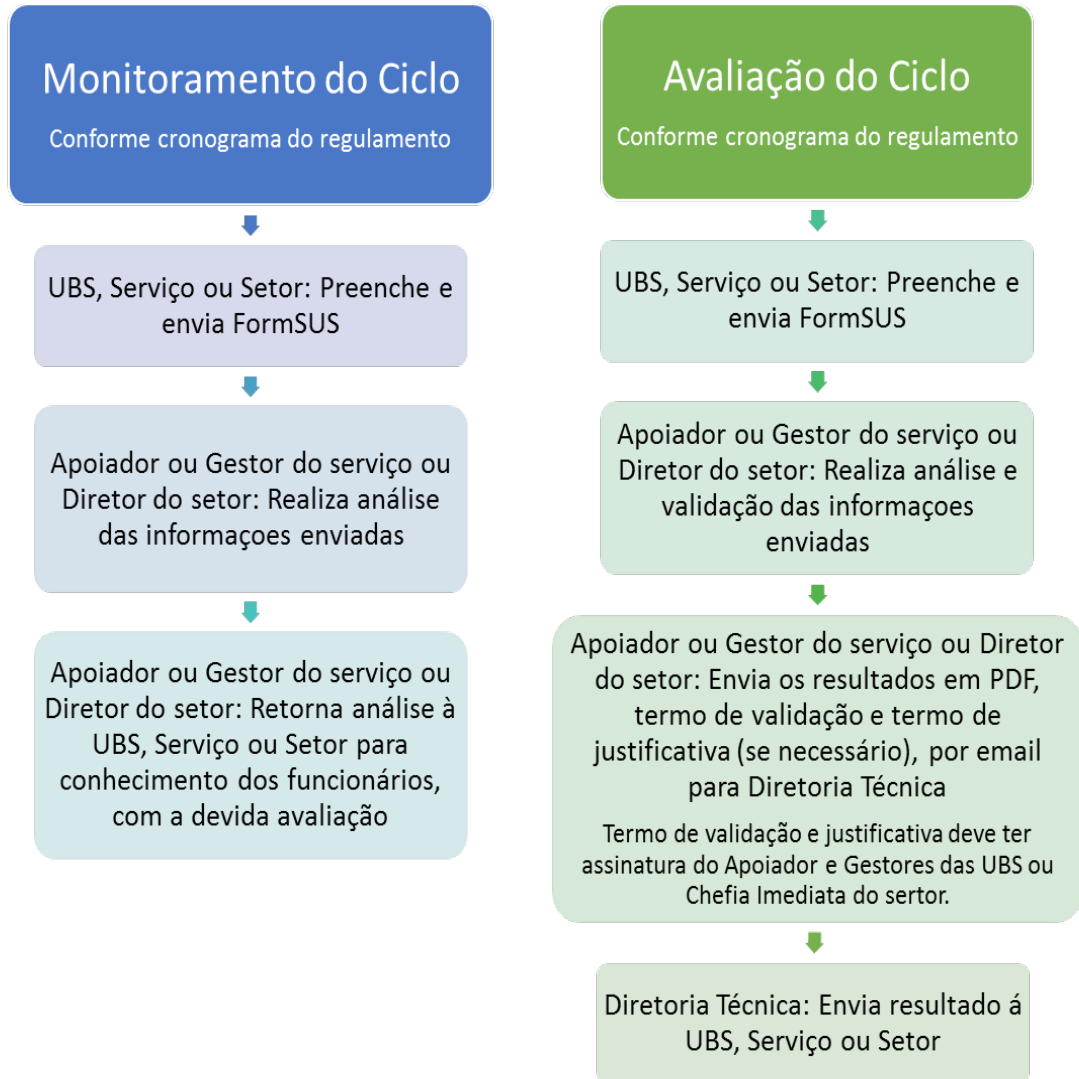 Monitoramento do Ciclo
Conforme cronograma do regulamento
UBS, Serviço ou Setor: Preenche e
envia FormSUS
Apoiador ou Gestor do serviço ou
Diretor do setor: Realiza análise
das informaçoes enviadas
Apoiador ou Gestor do serviço ou
Diretor do setor: Retorna análise à
UBS, Serviço ou Setor para
conhecimento dos funcionários,
com a devida avaliação
Avaliação do Ciclo
Conforme cronograma do regulamento
UBS, Serviço ou Setor: Preenche e
envia FormSUS
Apoiador ou Gestor do serviço ou
Diretor do setor: Realiza análise e
validação das informaçoes
enviadas
Apoiador ou Gestor do serviço ou Diretor
do setor: Envia os resultados em PDF,
termo de validação e termo de
justificativa (se necessário), por email
para Diretoria Técnica
Termo de validação e justificativa deve ter
assinatura do Apoiador e Gestores das UBS ou
Chefia Imediata do sertor.
Diretoria Técnica: Envia resultado á
UBS, Serviço ou Setor